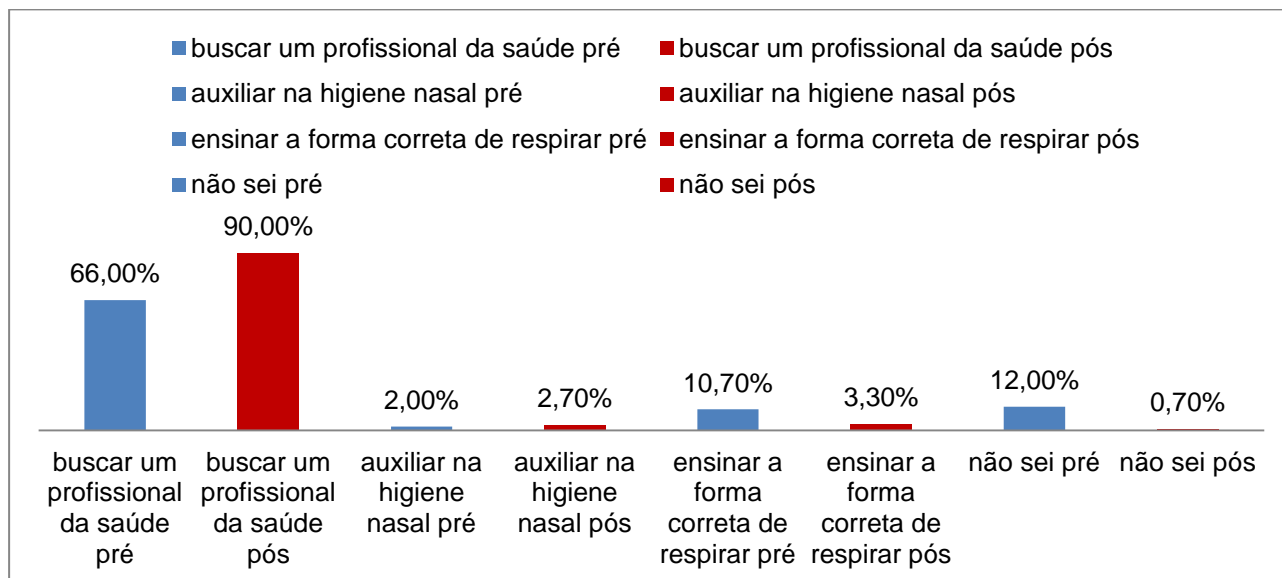 buscar um profissional da saúde pré
buscar um profissional da saúde pós
auxiliar na higiene nasal pré
auxiliar na higiene nasal pós
ensinar a forma correta de respirar pré
ensinar a forma correta de respirar pós
não sei pré
não sei pós
66,00%
90,00%
2,00%
2,70%
10,70%
3,30%
12,00%
0,70%
buscar um
profissional
da saúde
pré
buscar um
profissional
da saúde
pós
auxiliar na
higiene
nasal pré
auxiliar na
higiene
nasal pós
ensinar a
forma
correta de
respirar pré
ensinar a
forma
correta de
respirar pós
não sei pré
não sei pós